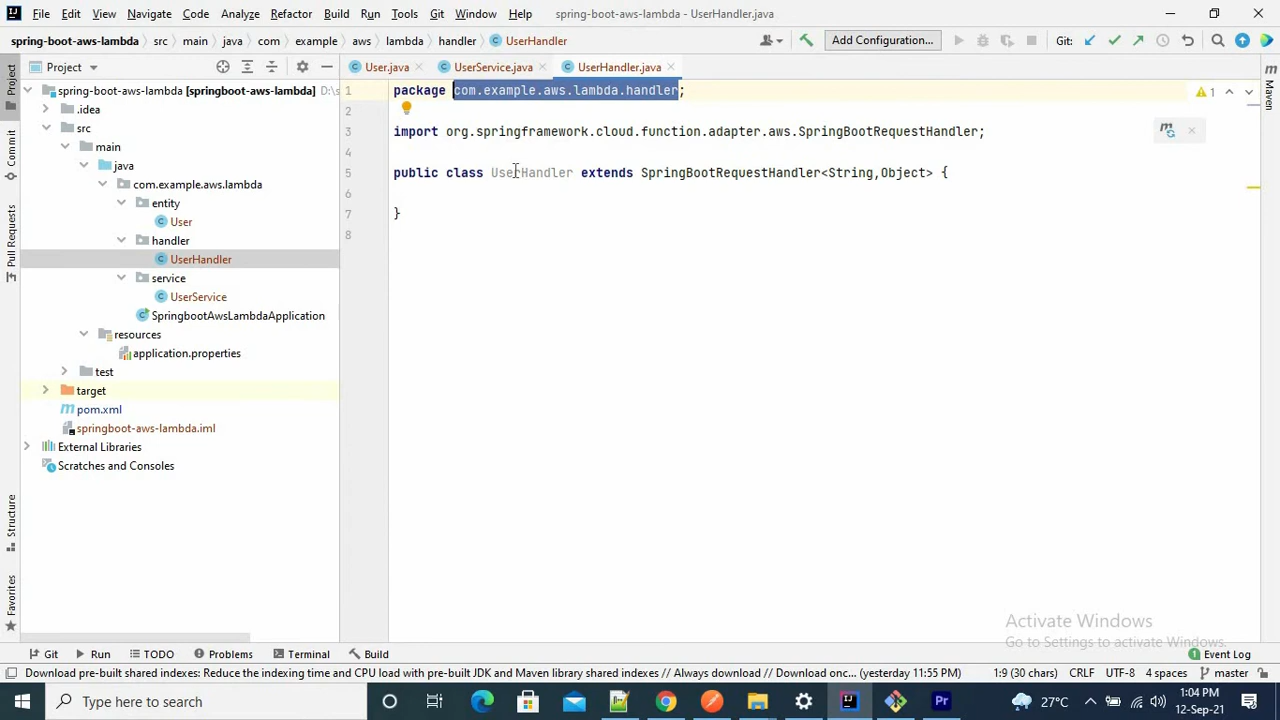 File Edit View Navigate Code Analyze Refactor Build Run Tools Git Window Help spring-boot-aws-lambda - UserHandler.java
spring-boot-aws-lambda src main java com example aws lambda handler UserHandler Add Configuration... Git:
Project User.java UserService.java UserHandler.java
spring-boot-aws-lambda [springboot-aws-lambda] D:\s
.idea
src
main
java
com.example.aws.lambda
entity
User
handler
UserHandler
service
UserService
SpringbootAwsLambdaApplication
resources
application.properties
test
target
pom.xml
springboot-aws-lambda.iml
External Libraries
Scratches and Consoles
1 package com.example.aws.lambda.handler; 1
2
3 import org.springframework.cloud.function.adapter.aws.SpringBootRequestHandler;
4
5 public class UserHandler extends SpringBootRequestHandler<String,Object> {
6
7 }
8
Project
Commit
Pull Requests
Structure
Favorites
Maven
Activate Windows
Go to Settings to activate Windows.
Git Run TODO Problems Terminal Build 1 Event Log
Download pre-built shared indexes: Reduce the indexing time and CPU load with pre-built JDK and Maven library shared indexes // Always download // Download onc... (yesterday 11:55 PM) 1:9 (30 chars) CRLF UTF-8 4 spaces master
Type here to search 27°C 1:04 PM
12-Sep-21